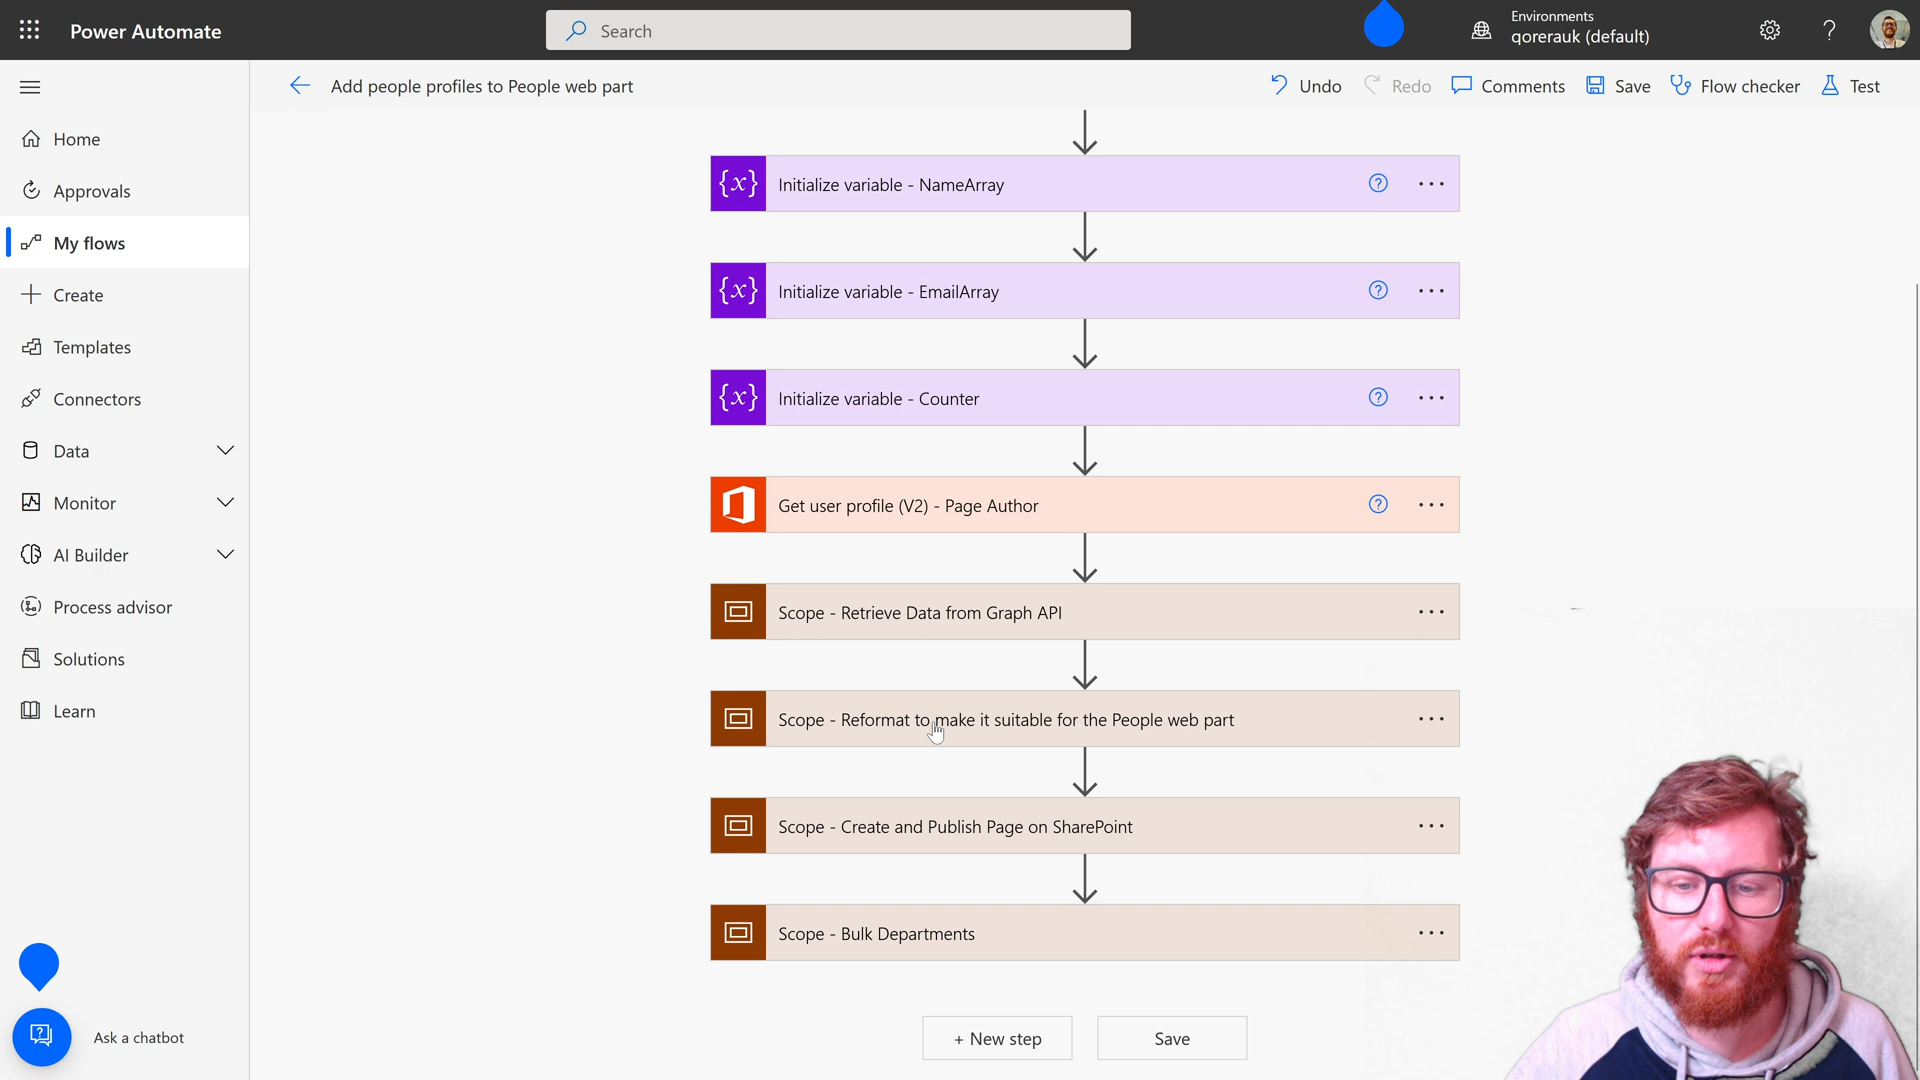 Power Automate
Search
Environments
qorerauk (default)
Add people profiles to People web part
Undo
Redo
Comments
Save
Flow checker
Test
Home
Approvals
My flows
Create
Templates
Connectors
Data
Monitor
AI Builder
Process advisor
Solutions
Learn
Ask a chatbot
{x} Initialize variable - NameArray
{x} Initialize variable - EmailArray
{x} Initialize variable - Counter
Get user profile (V2) - Page Author
Scope - Retrieve Data from Graph API
Scope - Reformat to make it suitable for the People web part
Scope - Create and Publish Page on SharePoint
Scope - Bulk Departments
+ New step
Save